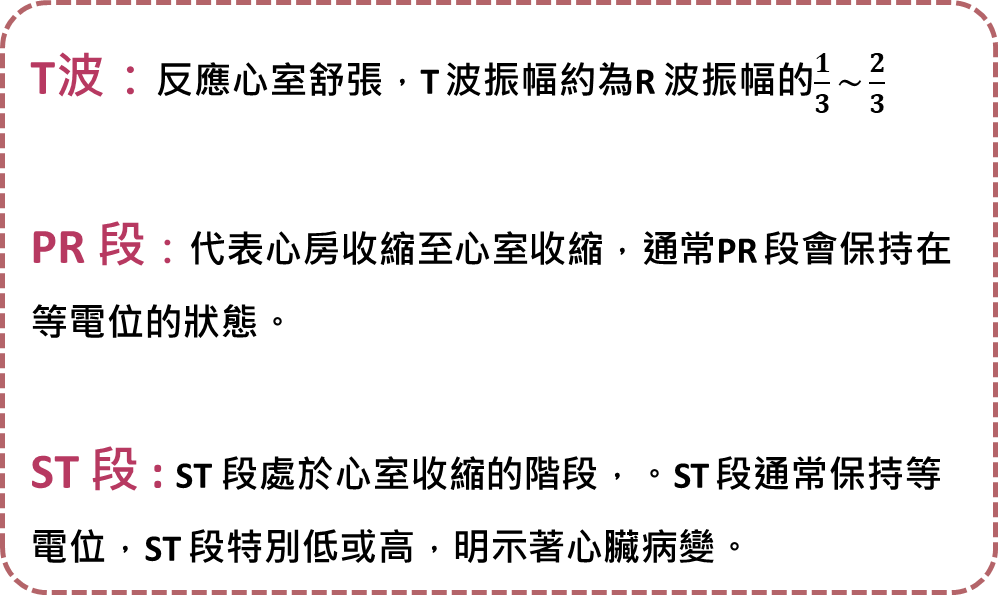 T波：反應心室舒張，T 波振幅約為R 波振幅的1/3 ~ 2/3
PR 段：代表心房收縮至心室收縮，通常PR 段會保持在
等電位的狀態。
ST 段：ST 段處於心室收縮的階段，。ST 段通常保持等
電位，ST 段特別低或高，明示著心臟病變。